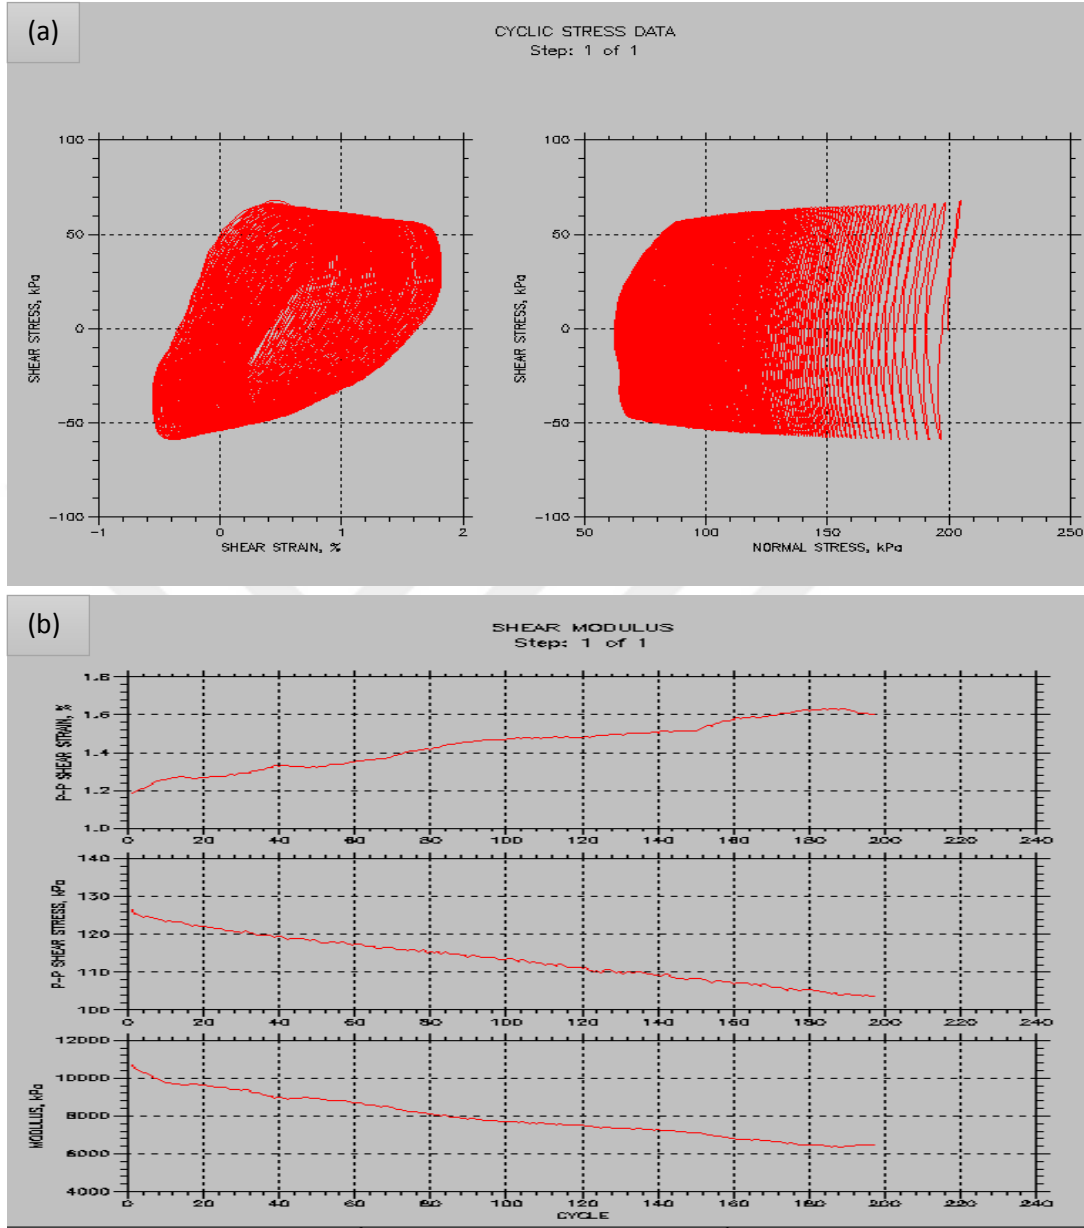 (a)
CYCLIC STRESS DATA
Step: 1 of 1
SHEAR STRESS, kPa
100
50
0
-50
-100
-1
0
1
2
SHEAR STRAIN, %
SHEAR STRESS, kPa
100
50
0
-50
-100
50
100
150
200
250
NORMAL STRESS, kPa
(b)
SHEAR MODULUS
Step: 1 of 1
P-P SHEAR STRAIN, %
1.8
1.6
1.4
1.2
1.0
0 20 40 60 80 100 120 140 160 180 200 220 240
P-P SHEAR STRESS, kPa
140
130
120
110
100
0 20 40 60 80 100 120 140 160 180 200 220 240
MODULUS, kPa
12000
10000
8000
6000
4000
0 20 40 60 80 100 120 140 160 180 200 220 240
CYCLE